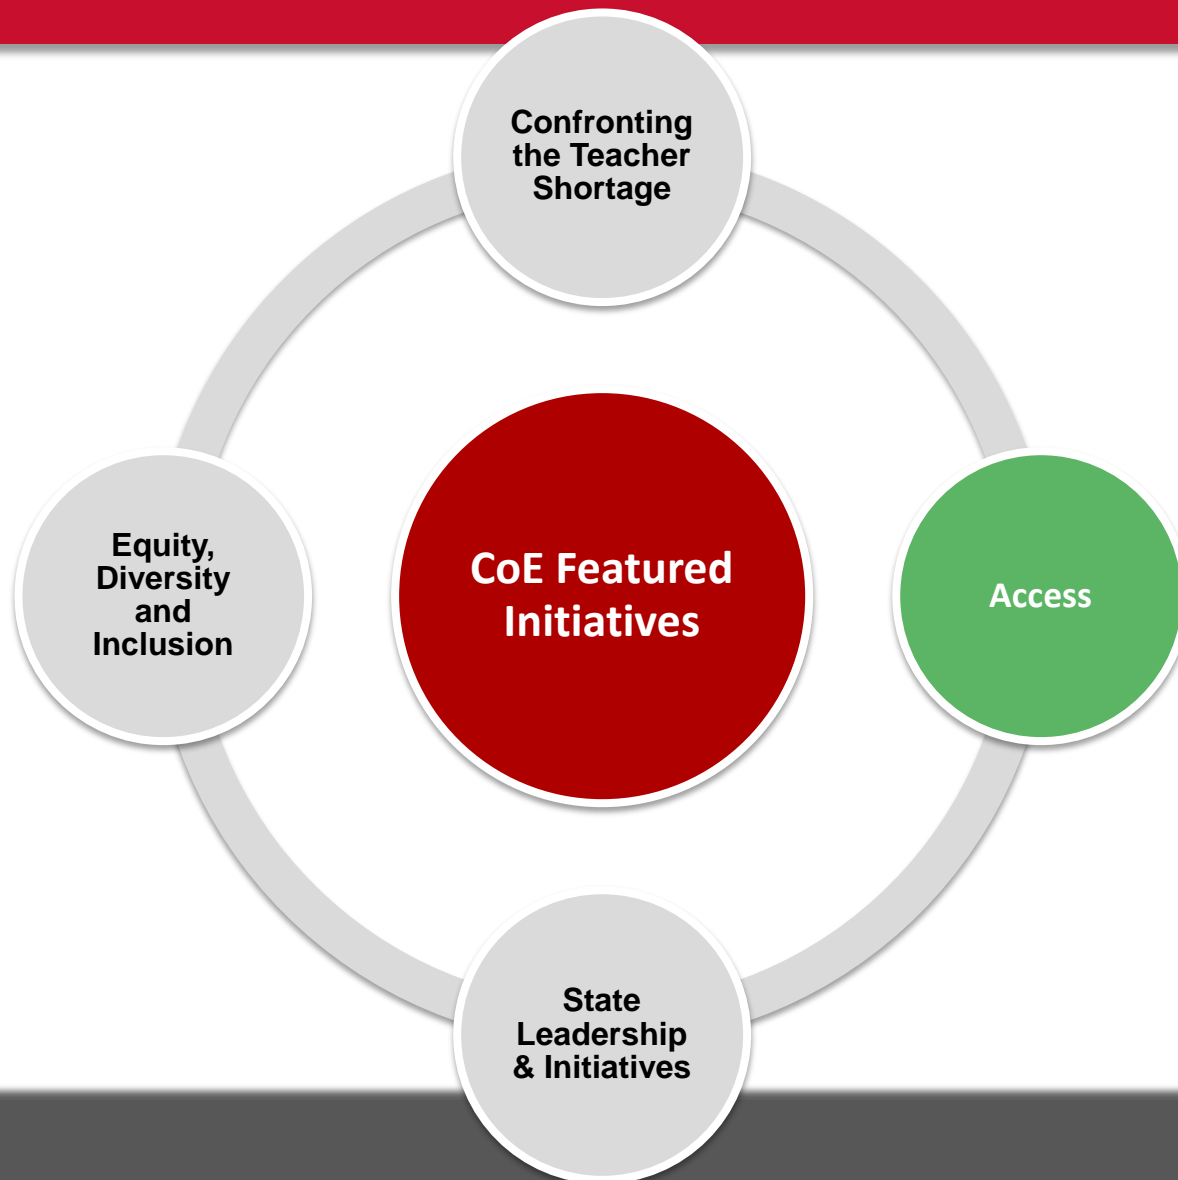 Confronting
the Teacher
Shortage
Equity,
Diversity
and
Inclusion
CoE Featured
Initiatives
Access
State
Leadership
& Initiatives